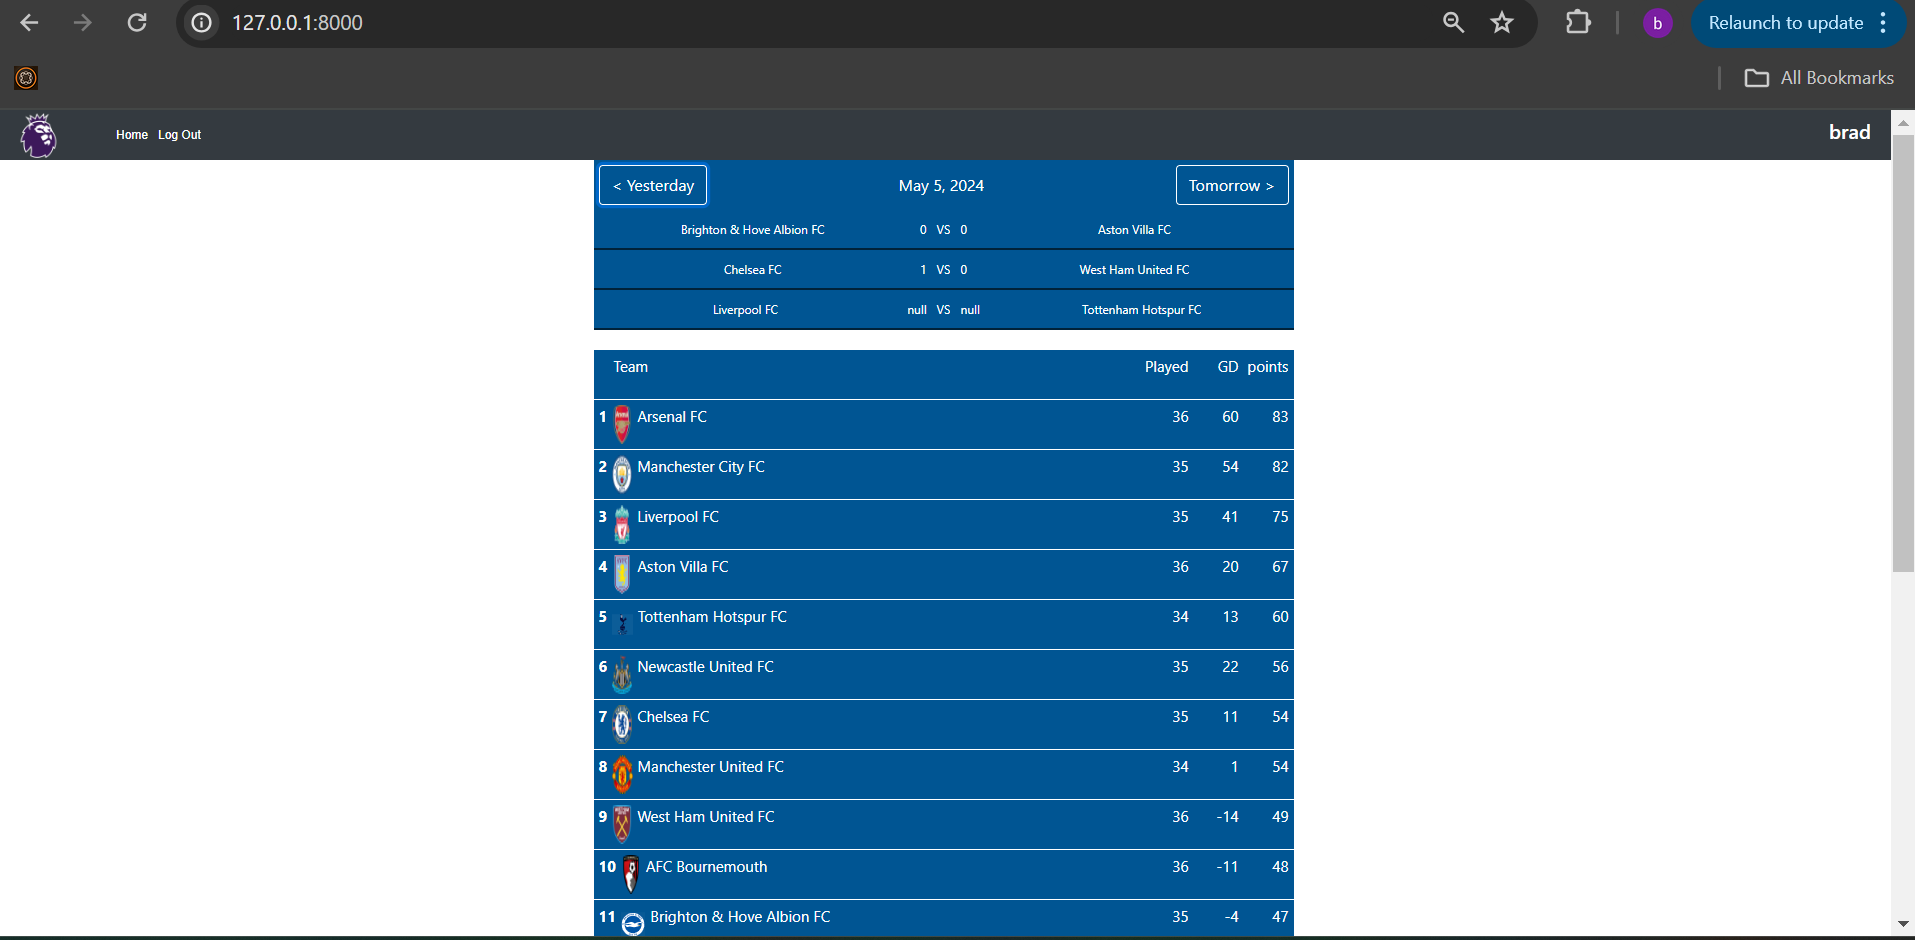 127.0.0.1:8000
b
Relaunch to update
All Bookmarks
Home Log Out
brad
< Yesterday May 5, 2024 Tomorrow >
Brighton & Hove Albion FC 0 VS 0 Aston Villa FC
Chelsea FC 1 VS 0 West Ham United FC
Liverpool FC null VS null Tottenham Hotspur FC
Team Played GD points
1 Arsenal FC 36 60 83
2 Manchester City FC 35 54 82
3 Liverpool FC 35 41 75
4 Aston Villa FC 36 20 67
5 Tottenham Hotspur FC 34 13 60
6 Newcastle United FC 35 22 56
7 Chelsea FC 35 11 54
8 Manchester United FC 34 1 54
9 West Ham United FC 36 -14 49
10 AFC Bournemouth 36 -11 48
11 Brighton & Hove Albion FC 35 -4 47